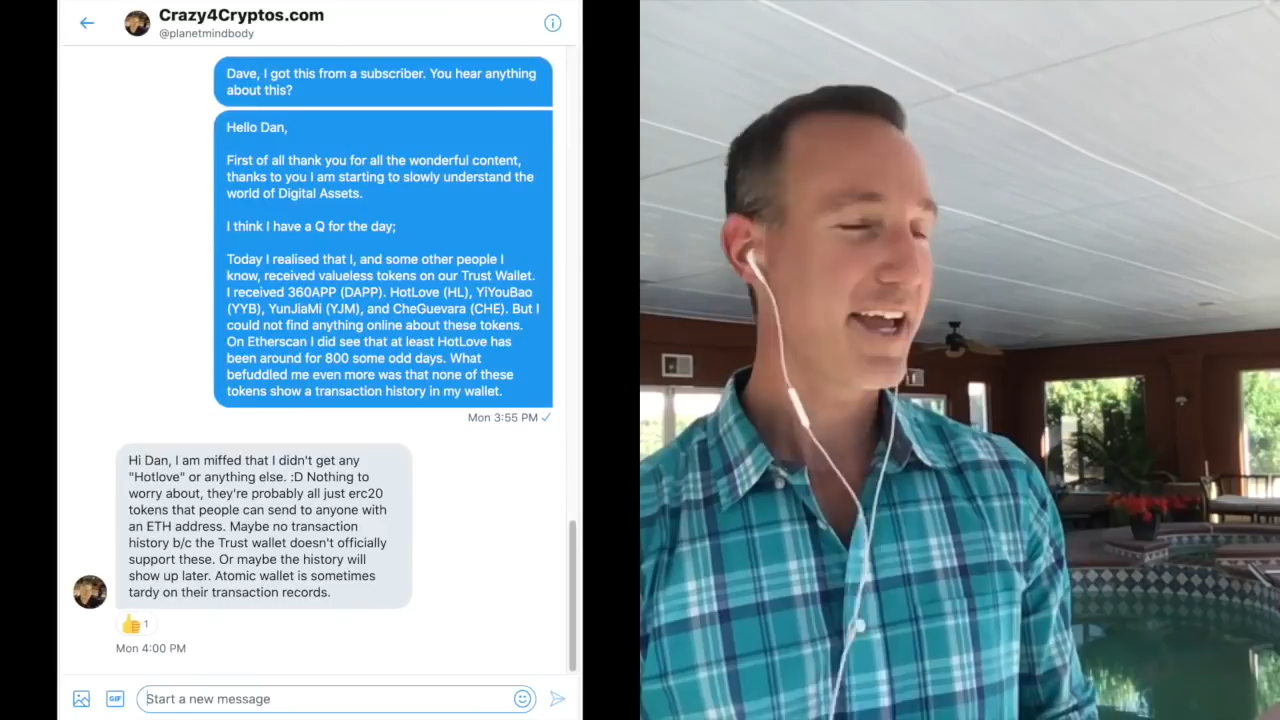 Crazy4Cryptos.com
@planetmindbody
Dave, I got this from a subscriber. You hear anything
about this?
Hello Dan,
First of all thank you for all the wonderful content,
thanks to you I am starting to slowly understand the
world of Digital Assets.
I think I have a Q for the day;
Today I realised that I, and some other people I
know, received valueless tokens on our Trust Wallet.
I received 360APP (DAPP). HotLove (HL), YiYouBao
(YYB), YunJiaMi (YJM), and CheGuevara (CHE). But I
could not find anything online about these tokens.
On Etherscan I did see that at least HotLove has
been around for 800 some odd days. What
befuddled me even more was that none of these
tokens show a transaction history in my wallet.
Mon 3:55 PM
Hi Dan, I am miffed that I didn't get any
"Hotlove" or anything else. :D Nothing to
worry about, they're probably all just erc20
tokens that people can send to anyone with
an ETH address. Maybe no transaction
history b/c the Trust wallet doesn't officially
support these. Or maybe the history will
show up later. Atomic wallet is sometimes
tardy on their transaction records.
1
Mon 4:00 PM
GIF
Start a new message